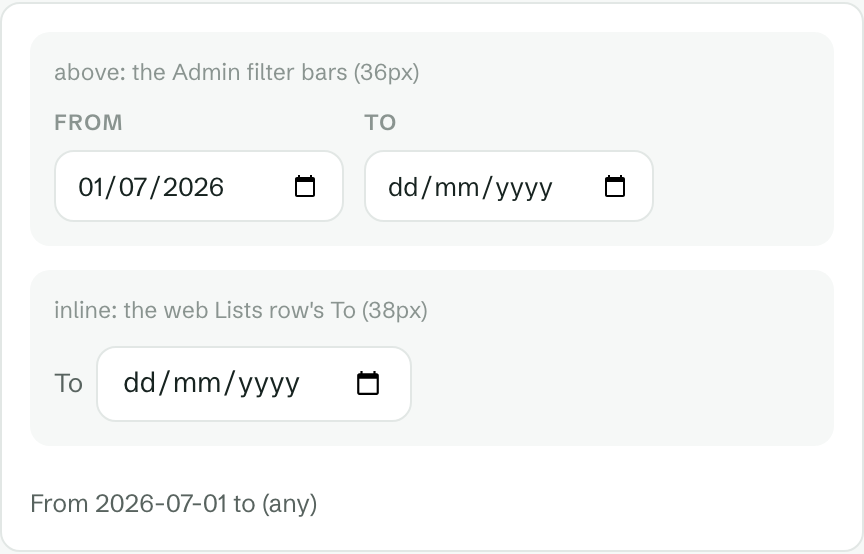 above: the Admin filter bars (36px)
FROM TO
01/07/2026 dd/mm/yyyy
inline: the web Lists row's To (38px)
To dd/mm/yyyy
From 2026-07-01 to (any)